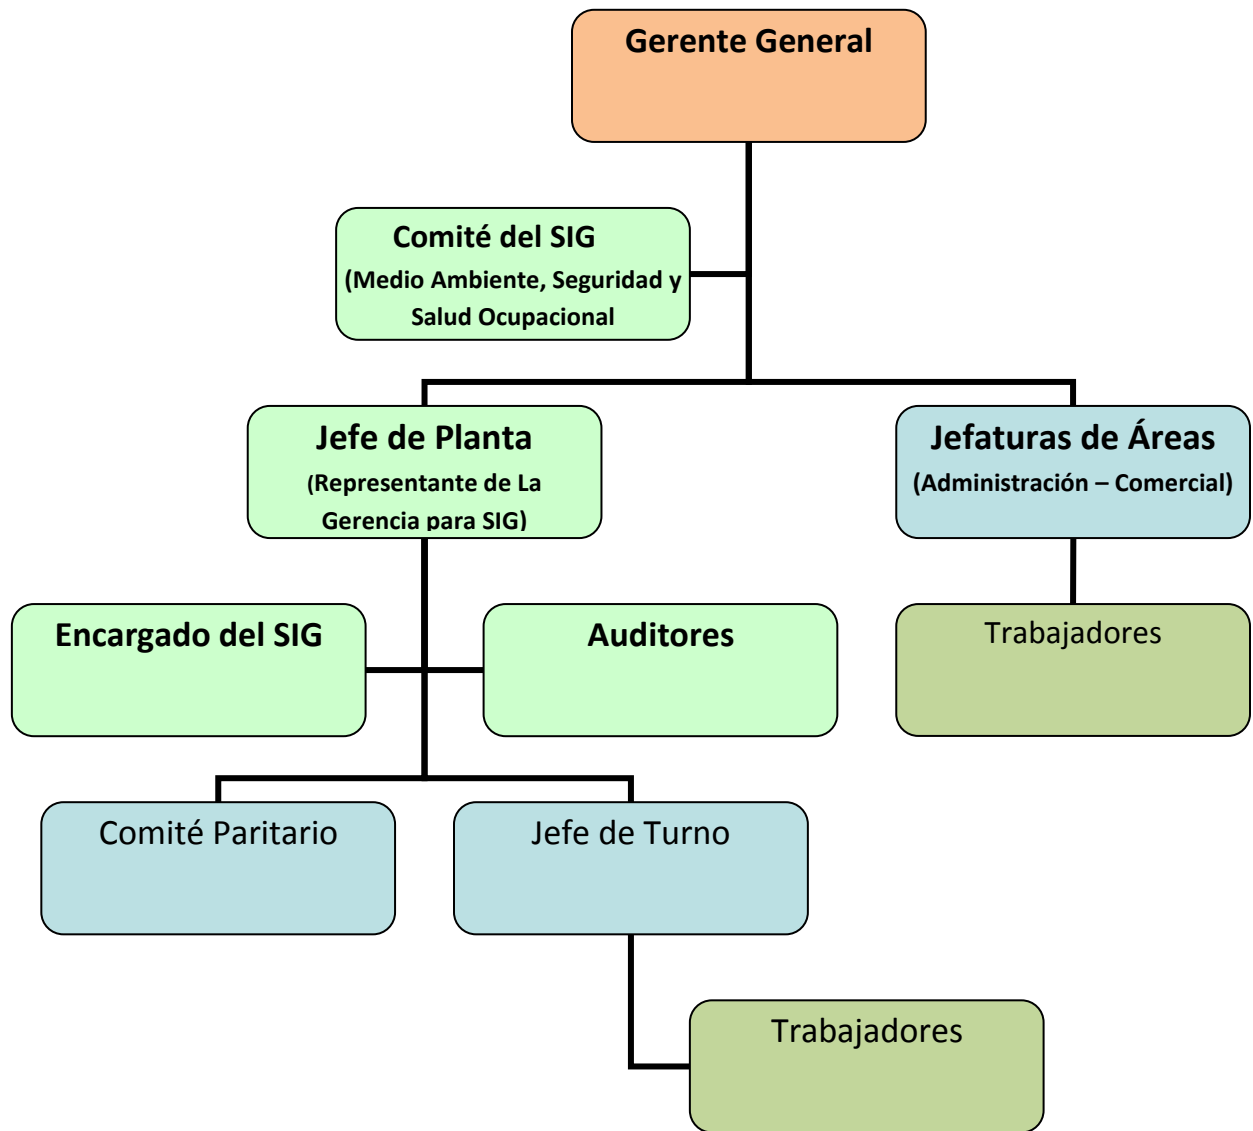 Gerente General
Comité del SIG
(Medio Ambiente, Seguridad y
Salud Ocupacional
Jefe de Planta
(Representante de La
Gerencia para SIG)
Jefaturas de Áreas
(Administración – Comercial)
Encargado del SIG
Auditores
Trabajadores
Comité Paritario
Jefe de Turno
Trabajadores